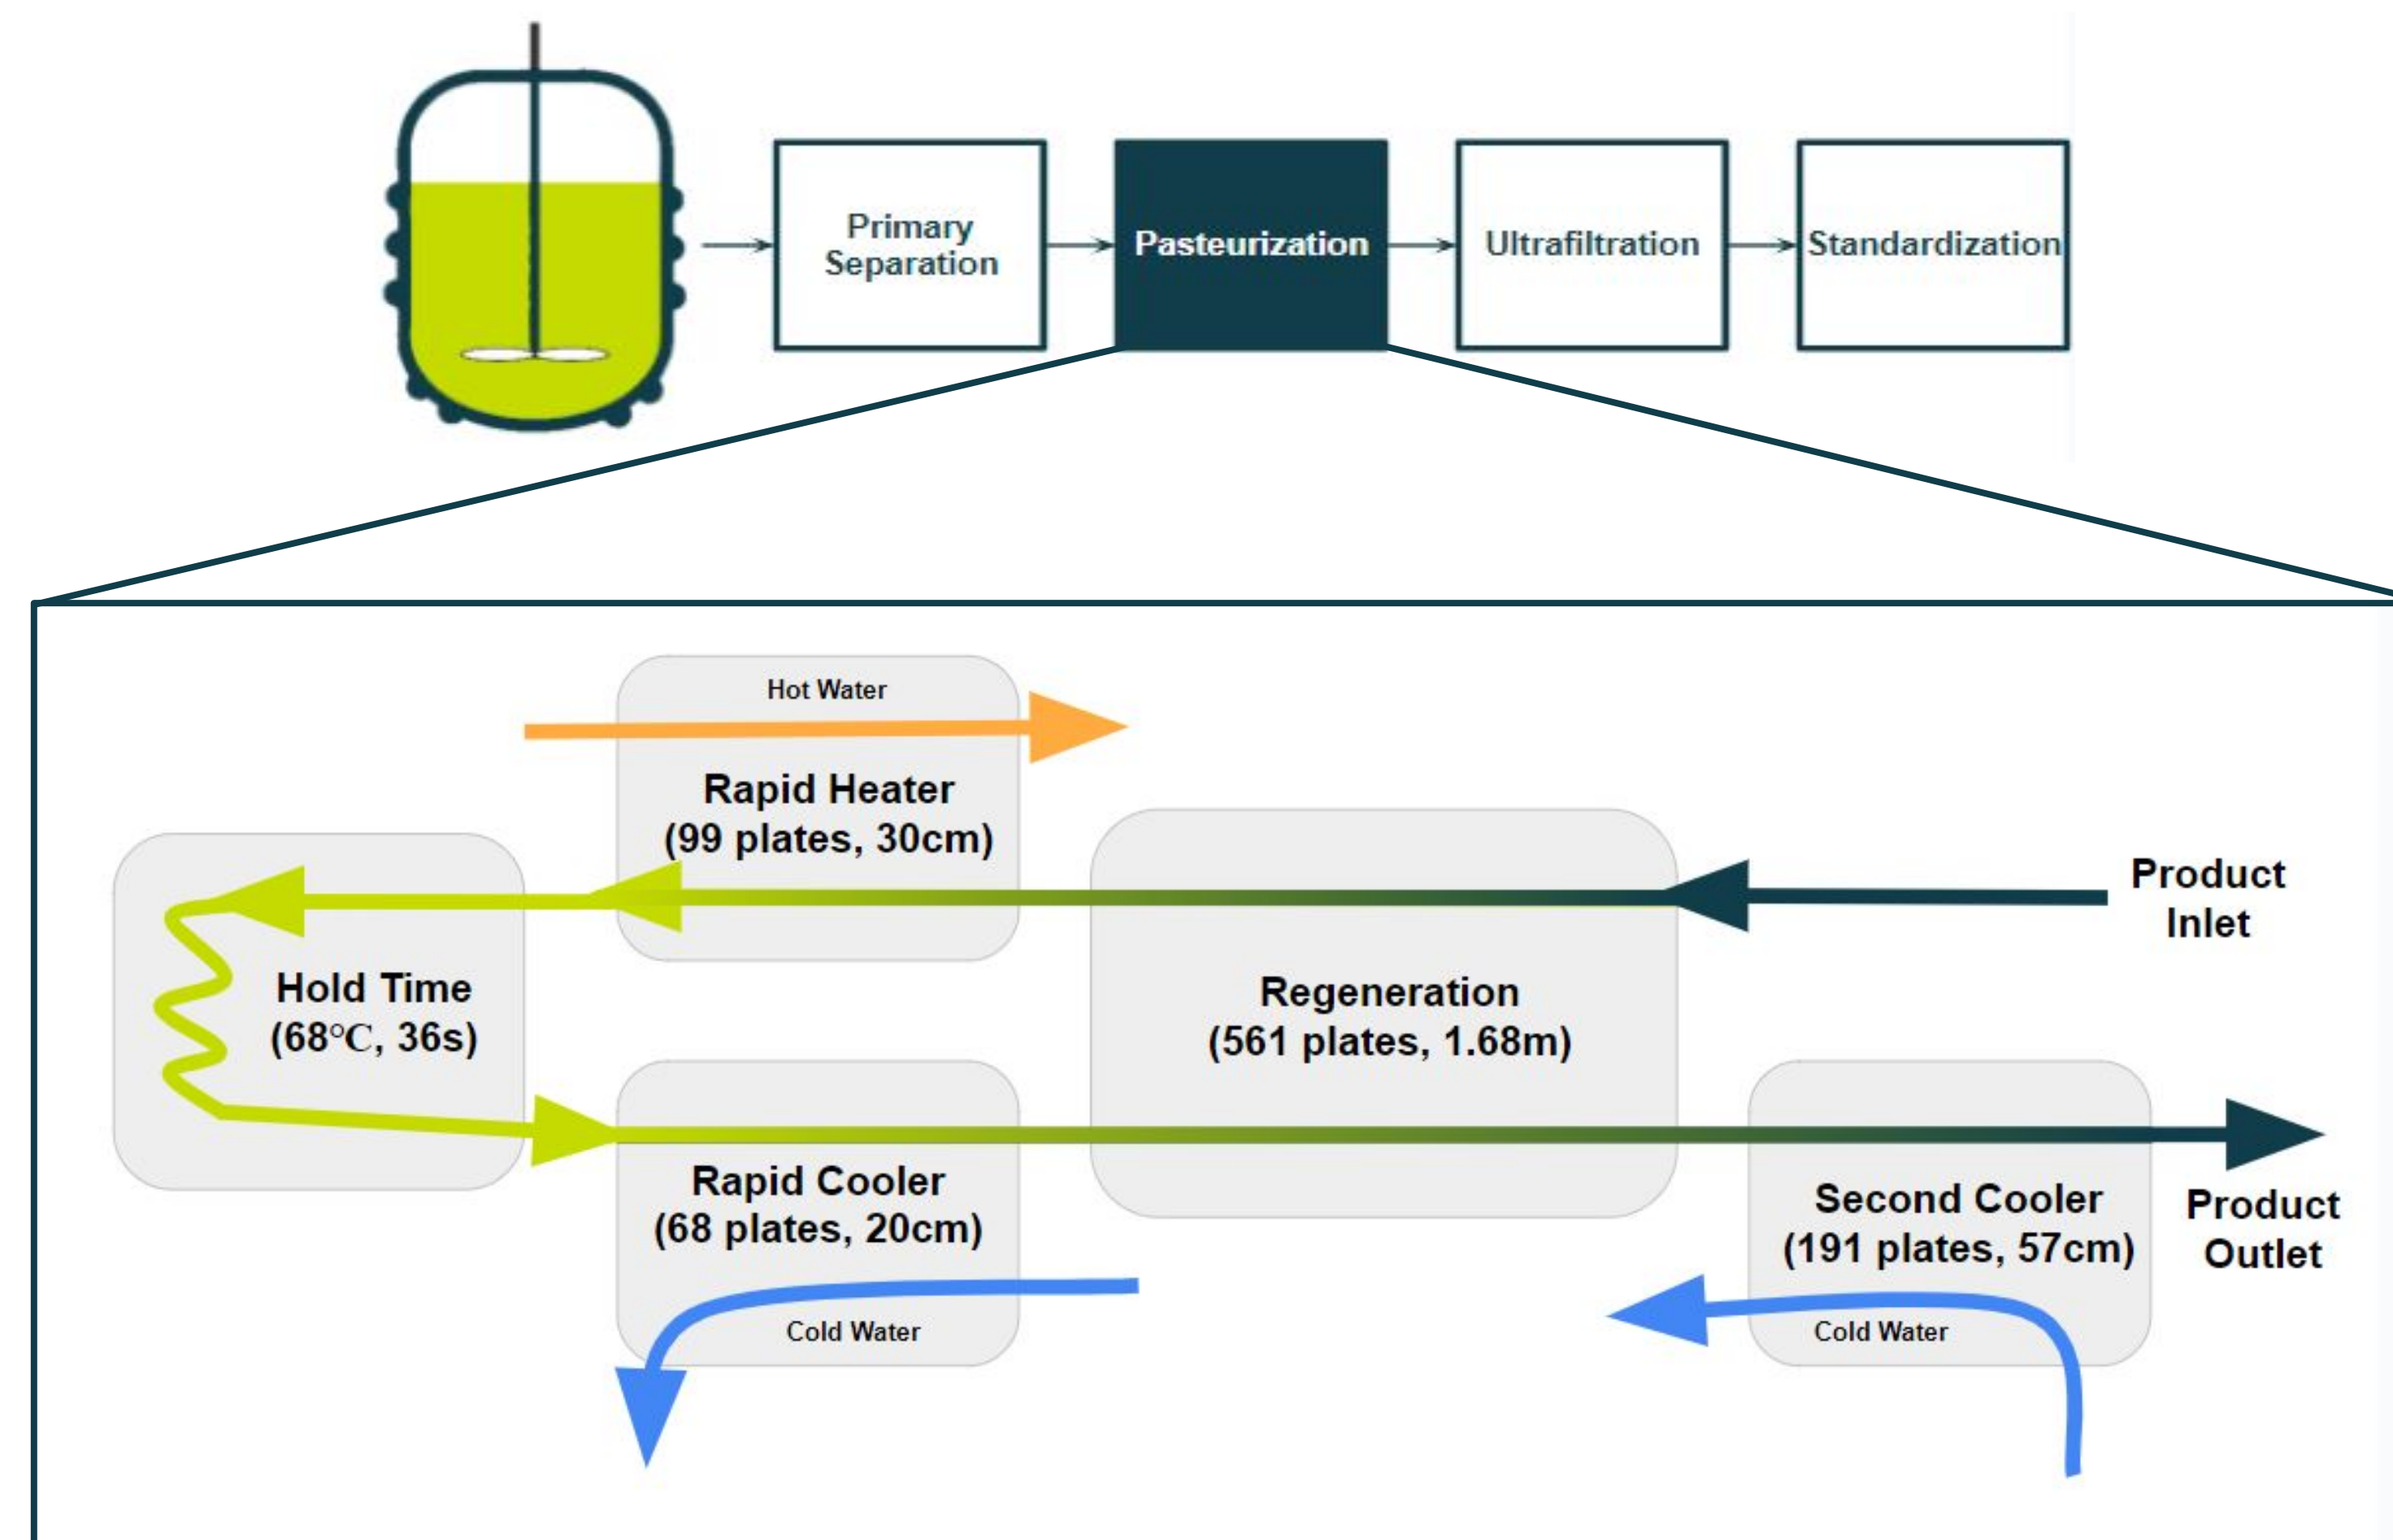 Primary
Separation
Pasteurization
Ultrafiltration
Standardization
Hot Water
Rapid Heater
(99 plates, 30cm)
Product
Inlet
Hold Time
(68°C, 36s)
Regeneration
(561 plates, 1.68m)
Rapid Cooler
(68 plates, 20cm)
Cold Water
Second Cooler
(191 plates, 57cm)
Cold Water
Product
Outlet